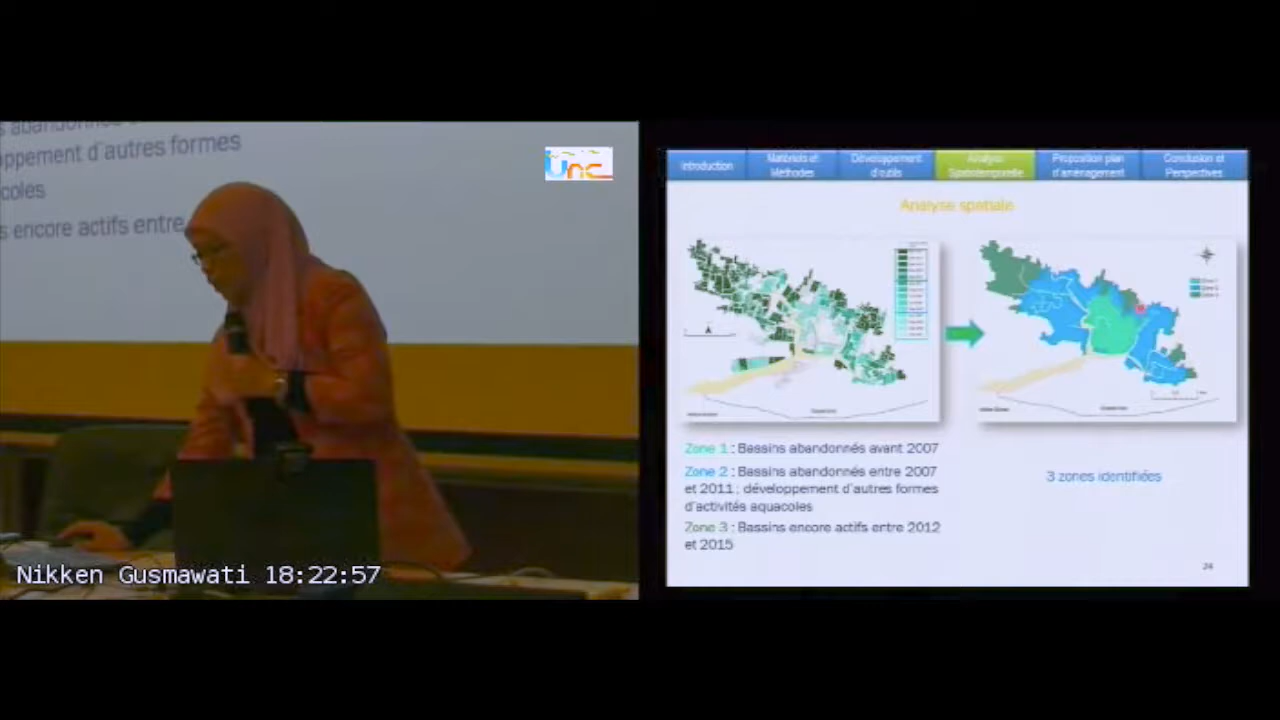 s abandonnés
oppement d'autres formes
coles
s encore actifs entre
Unc
Nikken Gusmawati 18:22:57
Introduction
Matériels et
Méthodes
Développement
d'outils
Analyse
Spatiotemporelle
Proposition plan
d'aménagement
Conclusion et
Perspectives
Analyse spatiale
Zone 1 : Bassins abandonnés avant 2007
Zone 2 : Bassins abandonnés entre 2007
et 2011 ; développement d'autres formes
d'activités aquacoles
Zone 3 : Bassins encore actifs entre 2012
et 2015
3 zones identifiées
24